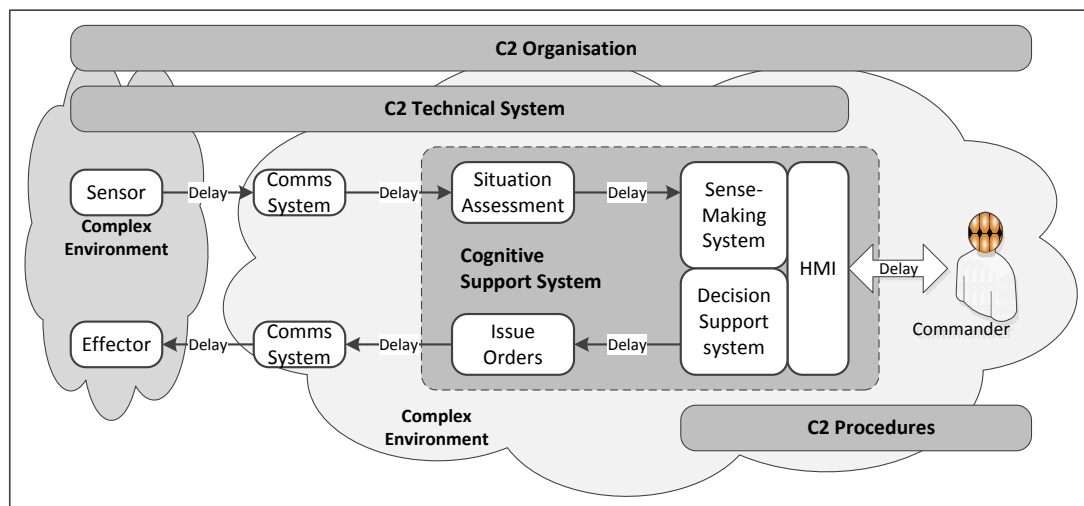 C2 Organisation
C2 Technical System
Sensor
Delay
Comms
System
Delay
Situation
Assessment
Delay
Sense-
Making
System
HMI
Delay
Commander
Complex
Environment
Cognitive
Support System
Effector
Delay
Comms
System
Delay
Issue
Orders
Delay
Decision
Support
system
Complex
Environment
C2 Procedures